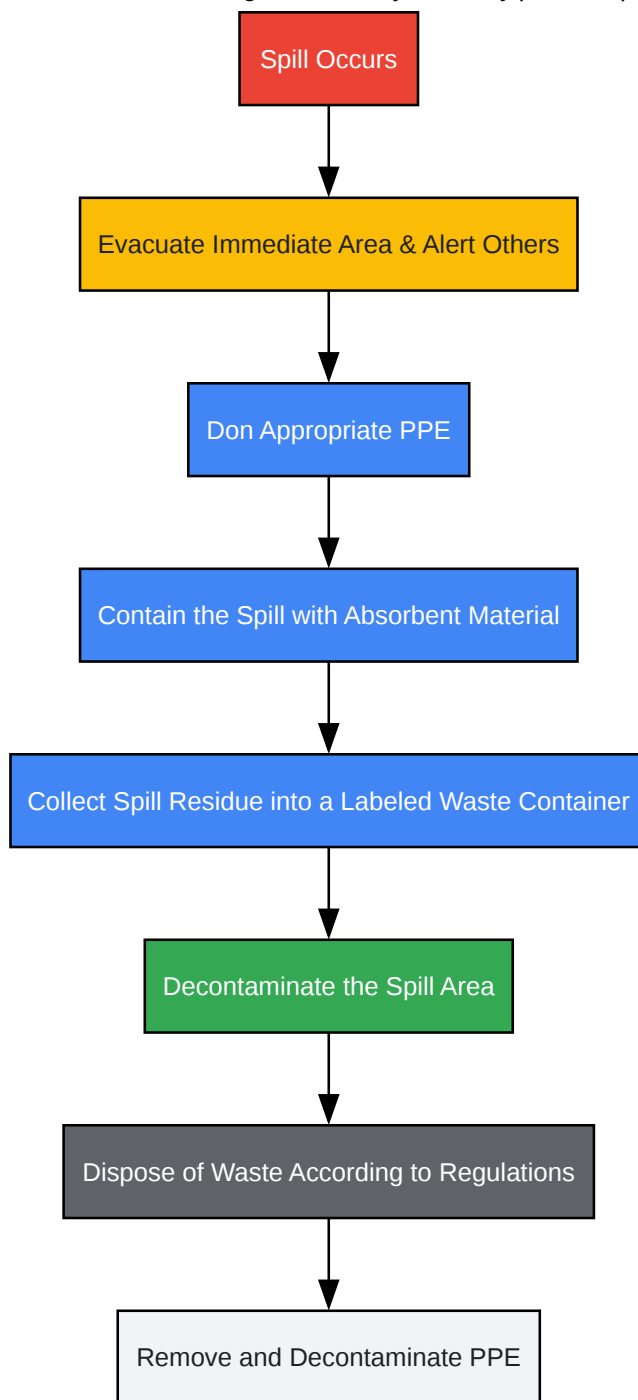 Spill Occurs
Evacuate Immediate Area & Alert Others
Don Appropriate PPE
Contain the Spill with Absorbent Material
Collect Spill Residue into a Labeled Waste Container
Decontaminate the Spill Area
Dispose of Waste According to Regulations
Remove and Decontaminate PPE